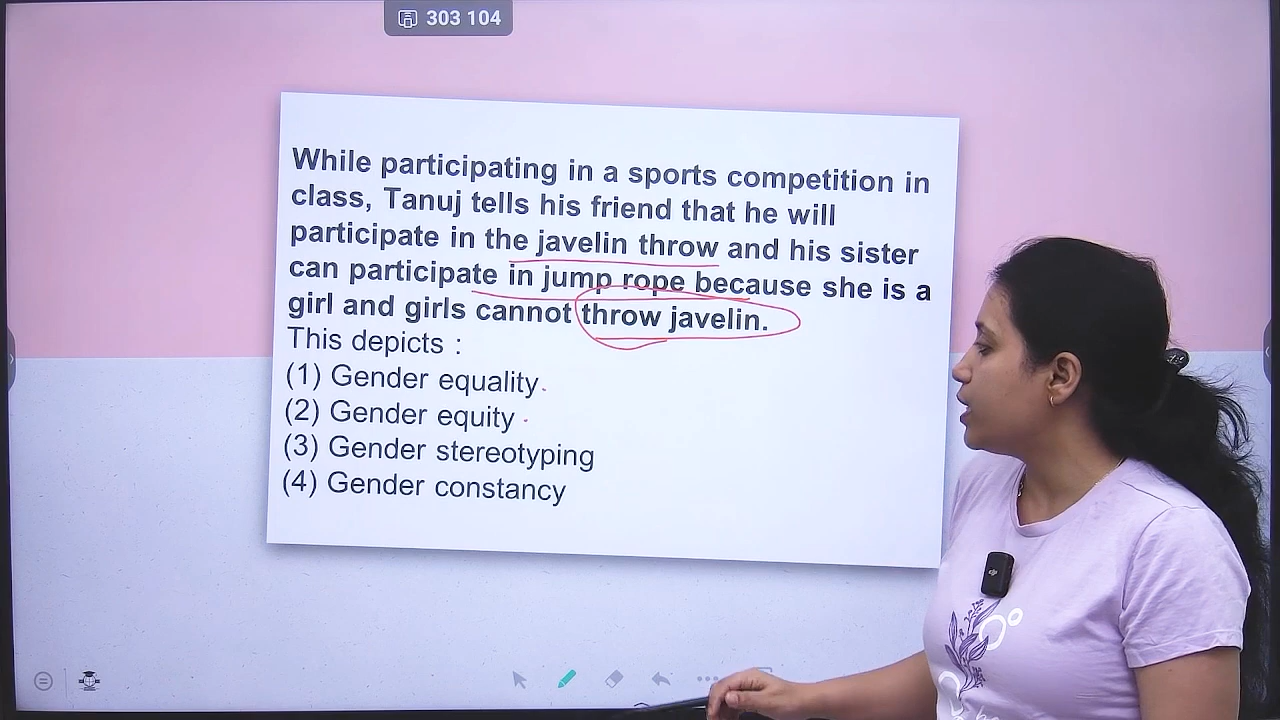 303 104
While participating in a sports competition in
class, Tanuj tells his friend that he will
participate in the javelin throw and his sister
can participate in jump rope because she is a
girl and girls cannot throw javelin.
This depicts :
(1) Gender equality
(2) Gender equity
(3) Gender stereotyping
(4) Gender constancy